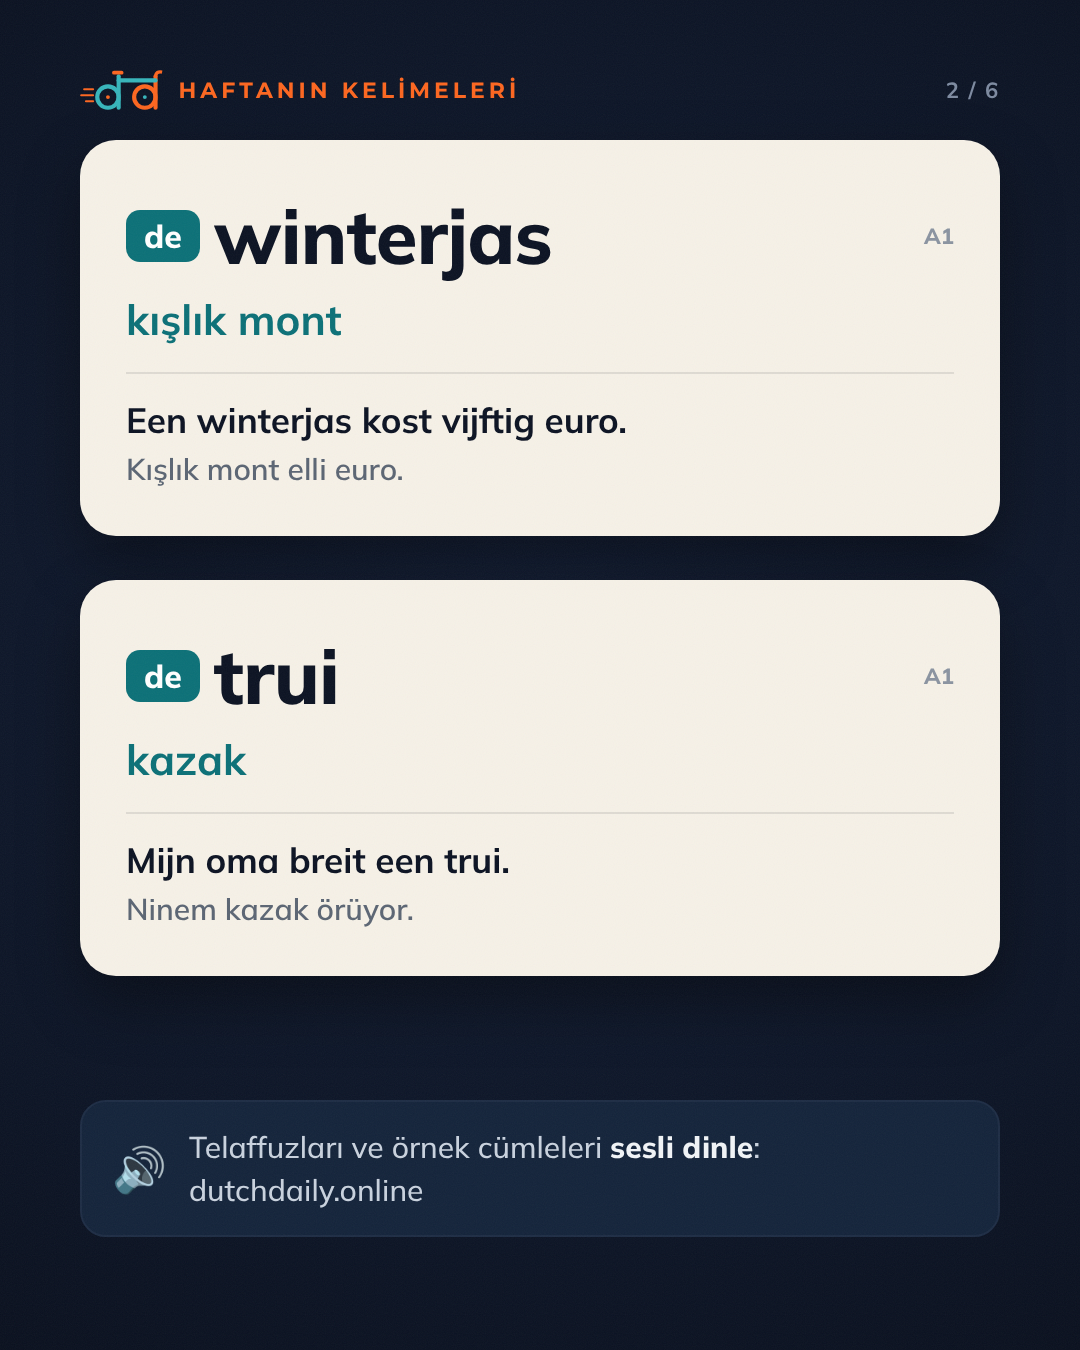 HAFTANIN KELİMELERİ
2 / 6
de winterjas
A1
kışlık mont
Een winterjas kost vijftig euro.
Kışlık mont elli euro.
de trui
A1
kazak
Mijn oma breit een trui.
Ninem kazak örüyor.
Telaffuzları ve örnek cümleleri sesli dinle:
dutchdaily.online